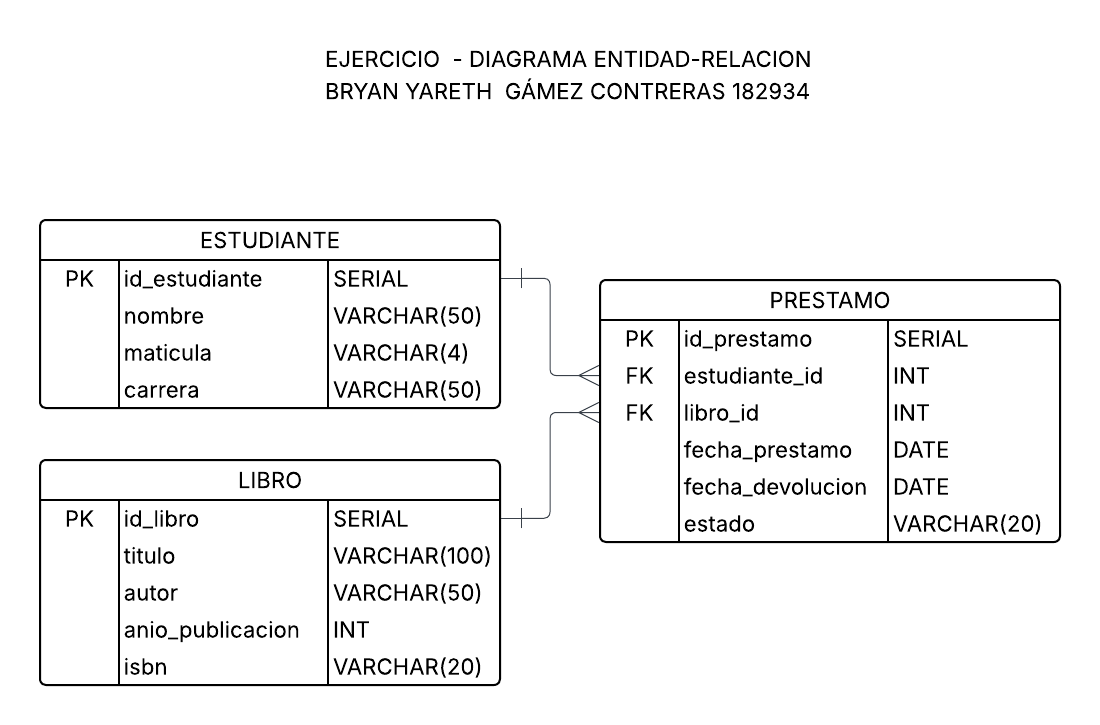 EJERCICIO - DIAGRAMA ENTIDAD-RELACION
BRYAN YARETH GÁMEZ CONTRERAS 182934
ESTUDIANTE
PK id_estudiante SERIAL
nombre VARCHAR(50)
maticula VARCHAR(4)
carrera VARCHAR(50)
LIBRO
PK id_libro SERIAL
titulo VARCHAR(100)
autor VARCHAR(50)
anio_publicacion INT
isbn VARCHAR(20)
PRESTAMO
PK id_prestamo SERIAL
FK estudiante_id INT
FK libro_id INT
fecha_prestamo DATE
fecha_devolucion DATE
estado VARCHAR(20)